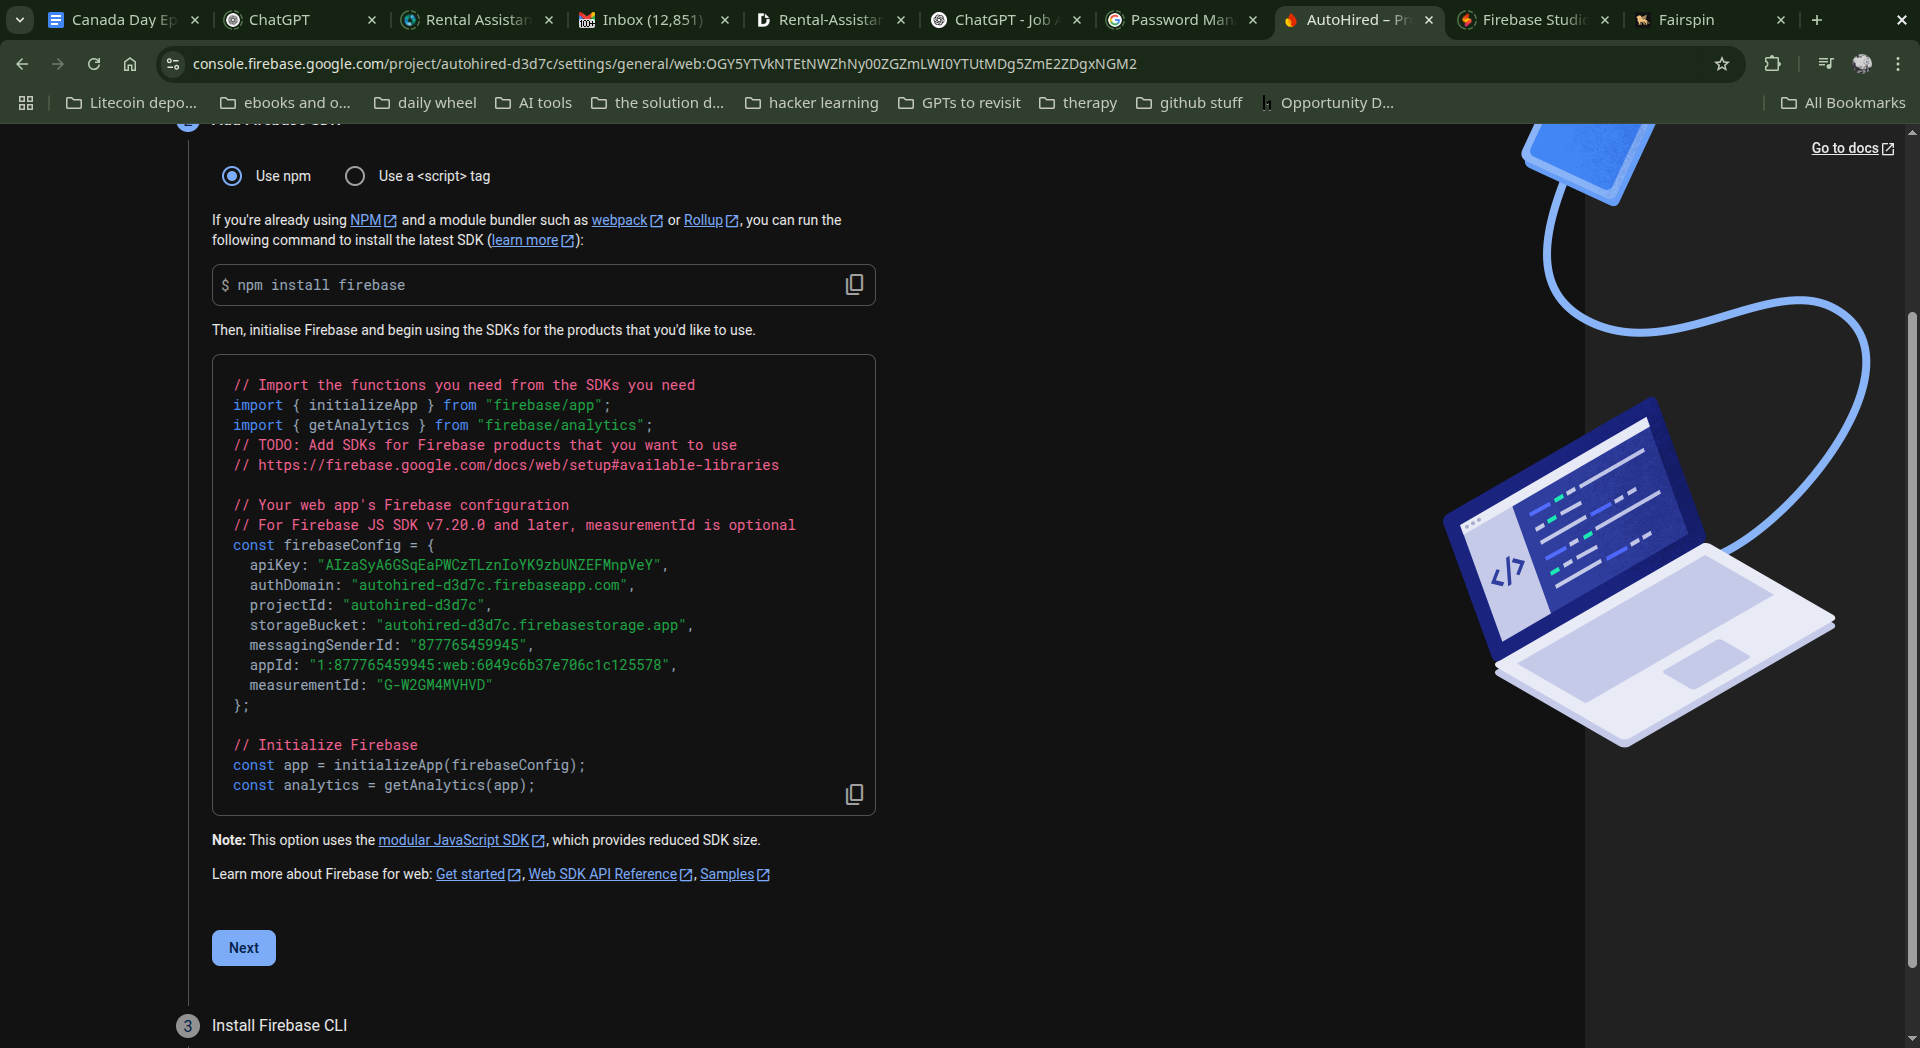 Canada Day Ep
ChatGPT
Rental Assistan
Inbox (12,851)
Rental-Assistan
ChatGPT - Job A
Password Man
AutoHired – Pr
Firebase Studio
Fairspin
console.firebase.google.com/project/autohired-d3d7c/settings/general/web:OGY5YTVkNTEtNWZhNy00ZGZmLWI0YTUtMDg5ZmE2ZDgxNGM2
Litecoin depo...
ebooks and o...
daily wheel
AI tools
the solution d...
hacker learning
GPTs to revisit
therapy
github stuff
Opportunity D...
All Bookmarks
Go to docs
Use npm
Use a <script> tag
If you're already using NPM and a module bundler such as webpack or Rollup, you can run the
following command to install the latest SDK (learn more):
$ npm install firebase
Then, initialise Firebase and begin using the SDKs for the products that you'd like to use.
// Import the functions you need from the SDKs you need
import { initializeApp } from "firebase/app";
import { getAnalytics } from "firebase/analytics";
// TODO: Add SDKs for Firebase products that you want to use
// https://firebase.google.com/docs/web/setup#available-libraries
// Your web app's Firebase configuration
// For Firebase JS SDK v7.20.0 and later, measurementId is optional
const firebaseConfig = {
apiKey: "AIzaSyA6GSqEaPWCzTLznIoYK9zbUNZEFMnpVeY",
authDomain: "autohired-d3d7c.firebaseapp.com",
projectId: "autohired-d3d7c",
storageBucket: "autohired-d3d7c.firebasestorage.app",
messagingSenderId: "877765459945",
appId: "1:877765459945:web:6049c6b37e706c1c125578",
measurementId: "G-W2GM4MVHVD"
};
// Initialize Firebase
const app = initializeApp(firebaseConfig);
const analytics = getAnalytics(app);
Note: This option uses the modular JavaScript SDK, which provides reduced SDK size.
Learn more about Firebase for web: Get started, Web SDK API Reference, Samples
Next
3
Install Firebase CLI